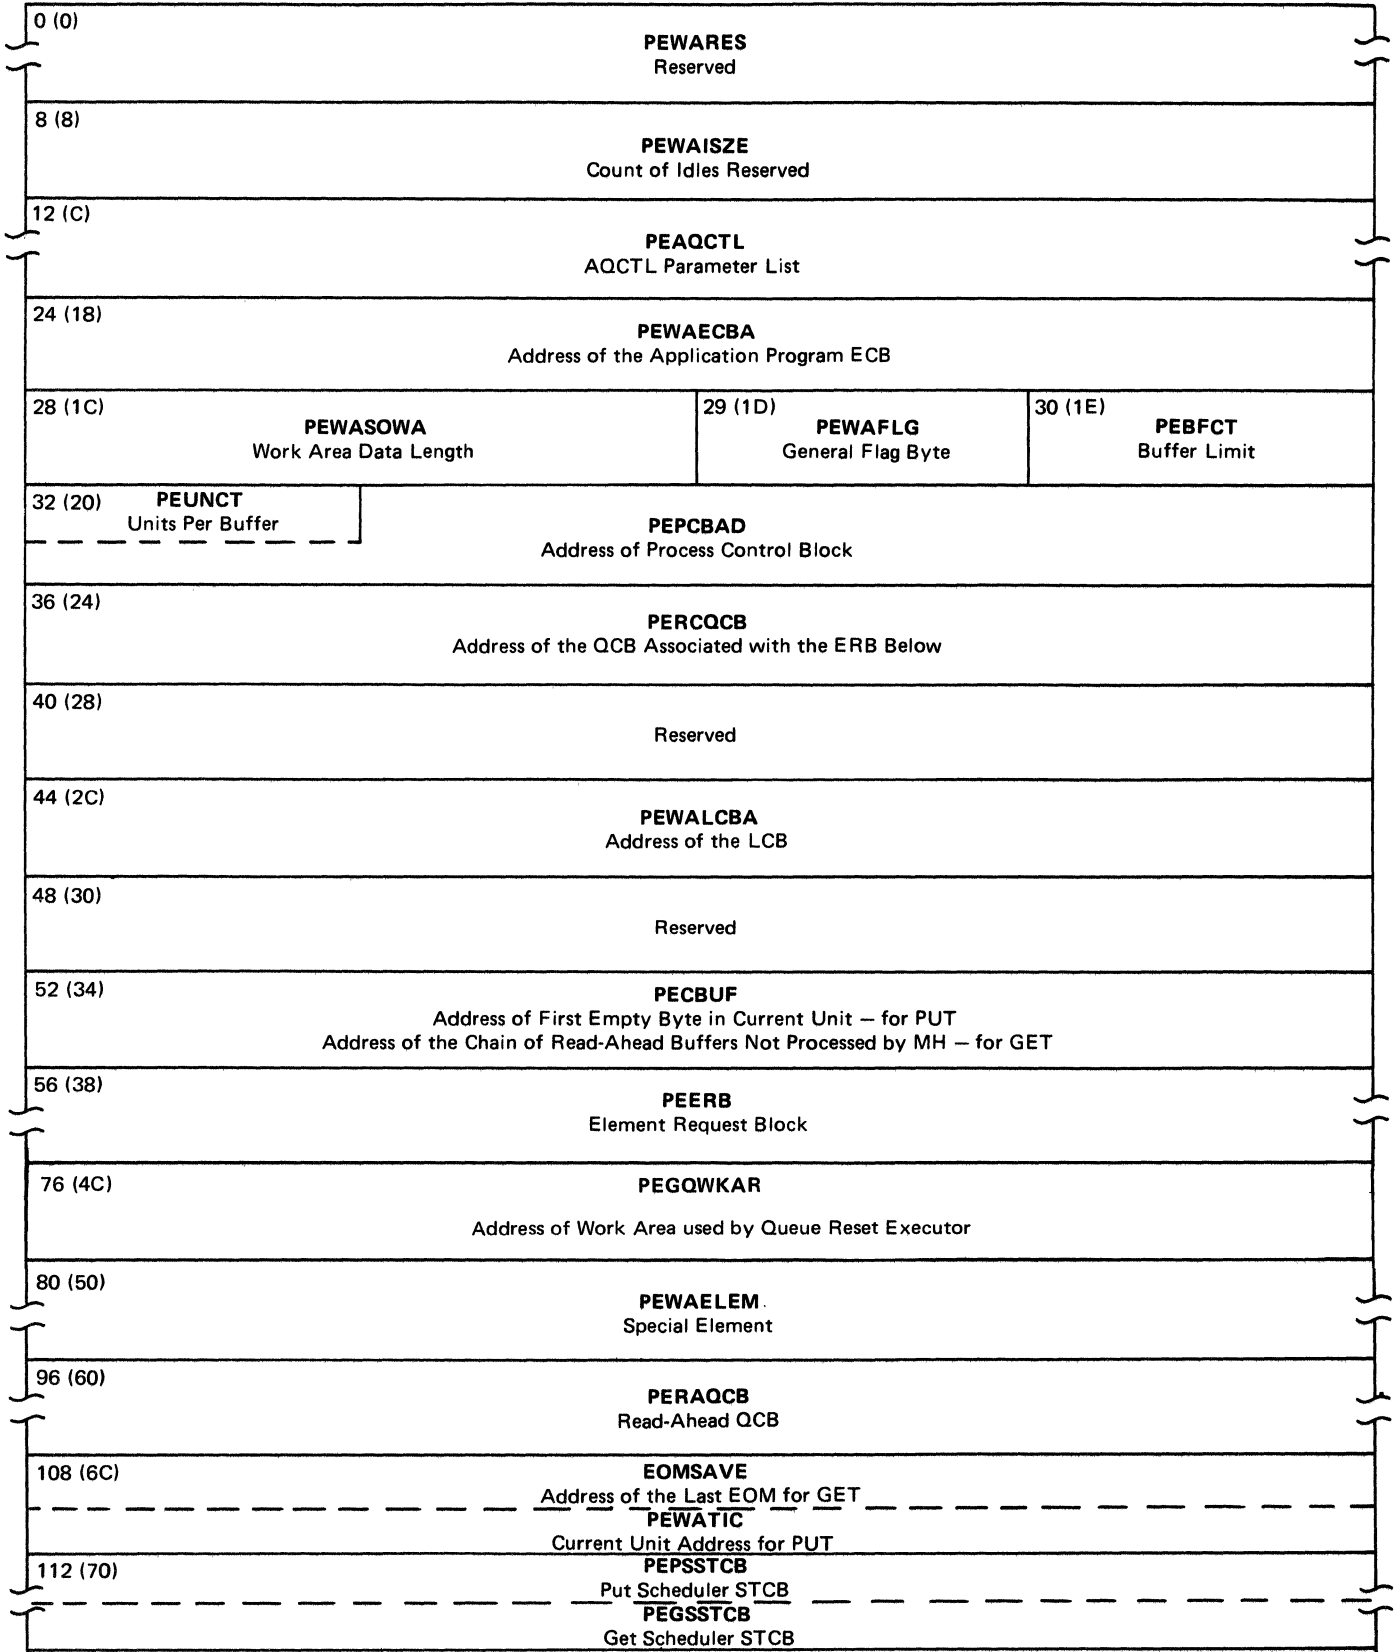 0 (0)
PEWARES
Reserved
8 (8)
PEWAISZE
Count of Idles Reserved
12 (C)
PEAQCTL
AQCTL Parameter List
24 (18)
PEWAECBA
Address of the Application Program ECB
28 (1C)
PEWASOWA
Work Area Data Length
29 (1D)
PEWAFLG
General Flag Byte
30 (1E)
PEBFCT
Buffer Limit
32 (20)
PEUNCT
Units Per Buffer
PEPCBAD
Address of Process Control Block
36 (24)
PERCQCB
Address of the QCB Associated with the ERB Below
40 (28)
Reserved
44 (2C)
PEWALCBA
Address of the LCB
48 (30)
Reserved
52 (34)
PECBUF
Address of First Empty Byte in Current Unit — for PUT
Address of the Chain of Read-Ahead Buffers Not Processed by MH — for GET
56 (38)
PEERB
Element Request Block
76 (4C)
PEGQWKAR
Address of Work Area used by Queue Reset Executor
80 (50)
PEWAELEM
Special Element
96 (60)
PERAQCB
Read-Ahead QCB
108 (6C)
EOMSAVE
Address of the Last EOM for GET
PEWATIC
Current Unit Address for PUT
112 (70)
PEPSSTCB
Put Scheduler STCB
PEGSSTCB
Get Scheduler STCB